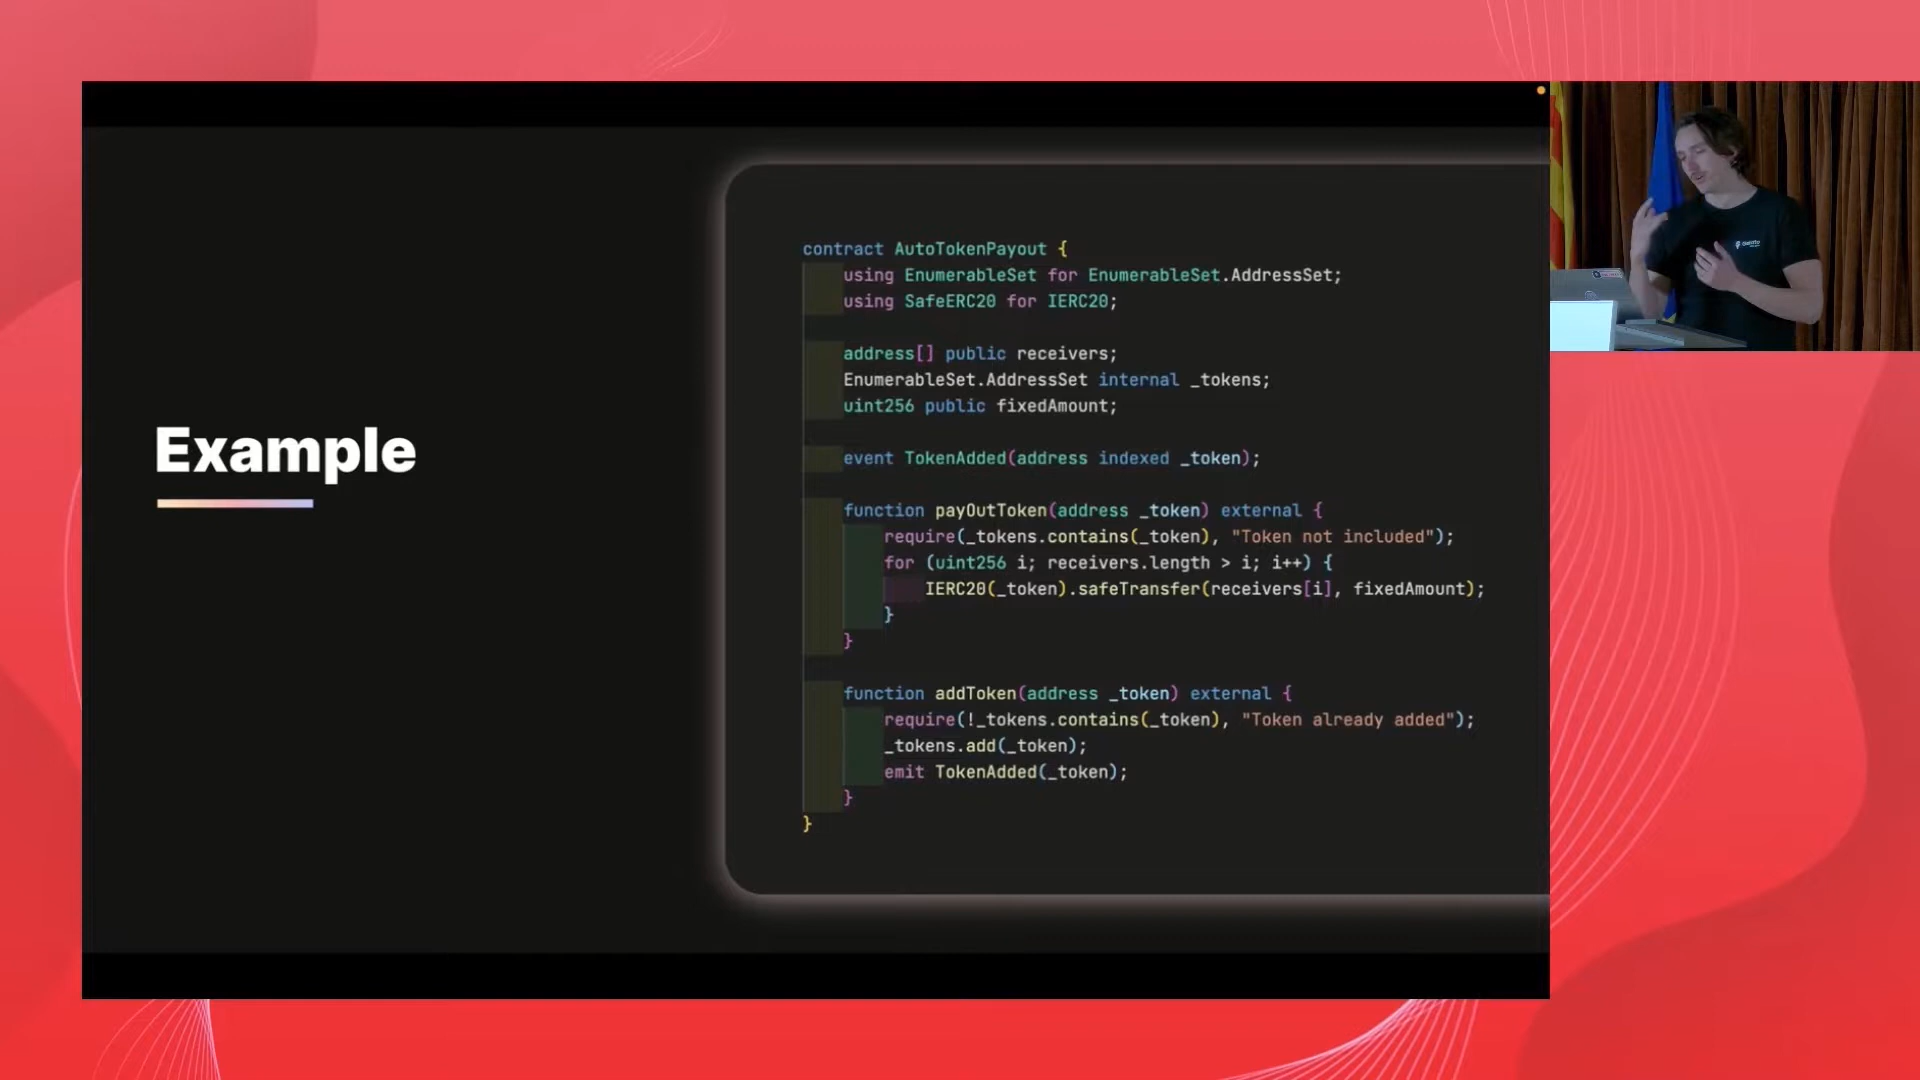 Example
contract AutoTokenPayout {
using EnumerableSet for EnumerableSet.AddressSet;
using SafeERC20 for IERC20;
address[] public receivers;
EnumerableSet.AddressSet internal _tokens;
uint256 public fixedAmount;
event TokenAdded(address indexed _token);
function payOutToken(address _token) external {
require(_tokens.contains(_token), "Token not included");
for (uint256 i; receivers.length > i; i++) {
IERC20(_token).safeTransfer(receivers[i], fixedAmount);
}
}
function addToken(address _token) external {
require(!_tokens.contains(_token), "Token already added");
_tokens.add(_token);
emit TokenAdded(_token);
}
}